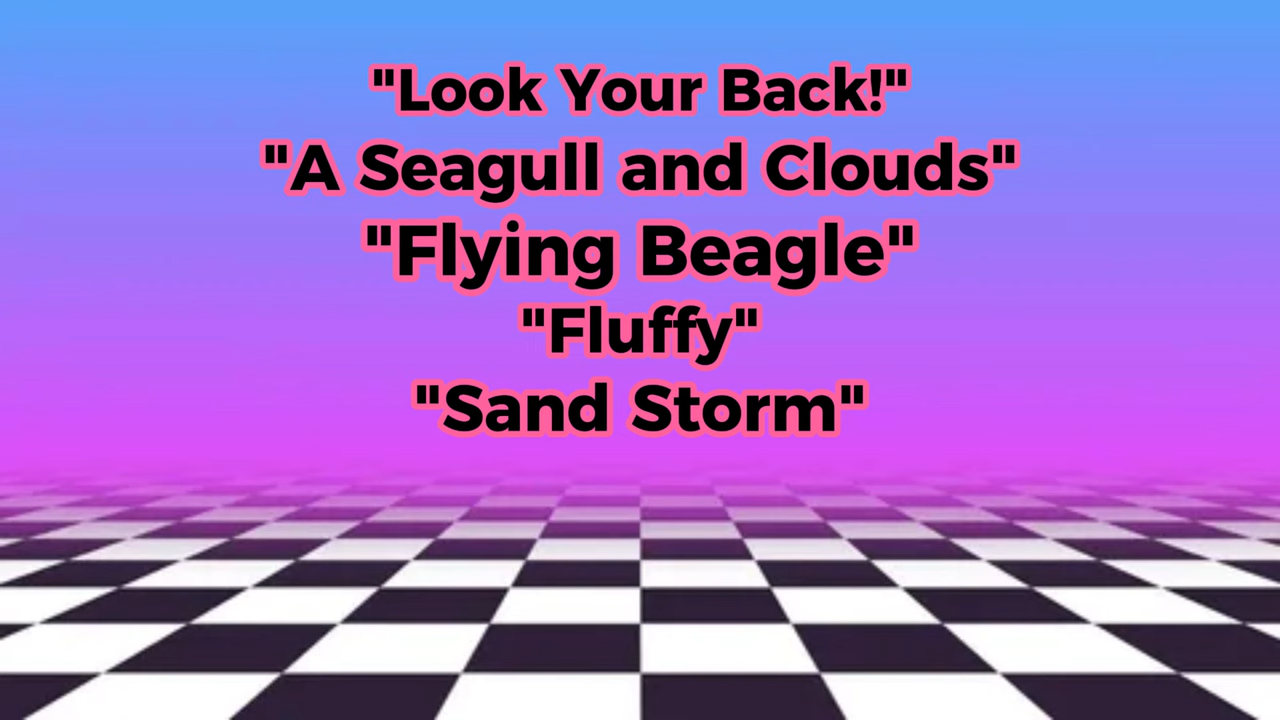 "Look Your Back!"
"A Seagull and Clouds"
"Flying Beagle"
"Fluffy"
"Sand Storm"